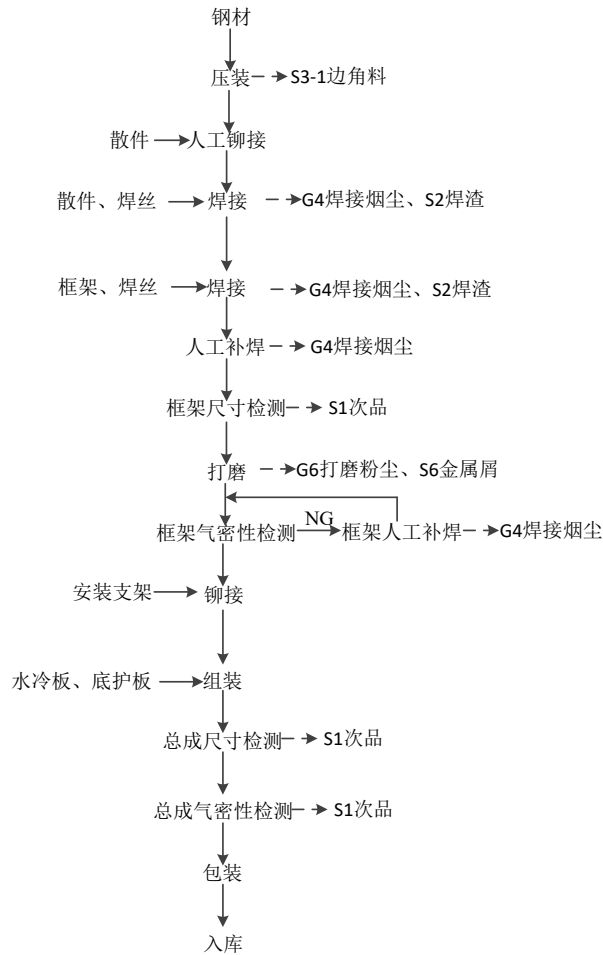 钢材
压装 S3-1边角料
散件 人工铆接
散件、焊丝 焊接 G4焊接烟尘、S2焊渣
框架、焊丝 焊接 G4焊接烟尘、S2焊渣
人工补焊 G4焊接烟尘
框架尺寸检测 S1次品
打磨 G6打磨粉尘、S6金属屑
框架气密性检测 NG 框架人工补焊 G4焊接烟尘
安装支架 铆接
水冷板、底护板 组装
总成尺寸检测 S1次品
总成气密性检测 S1次品
包装
入库